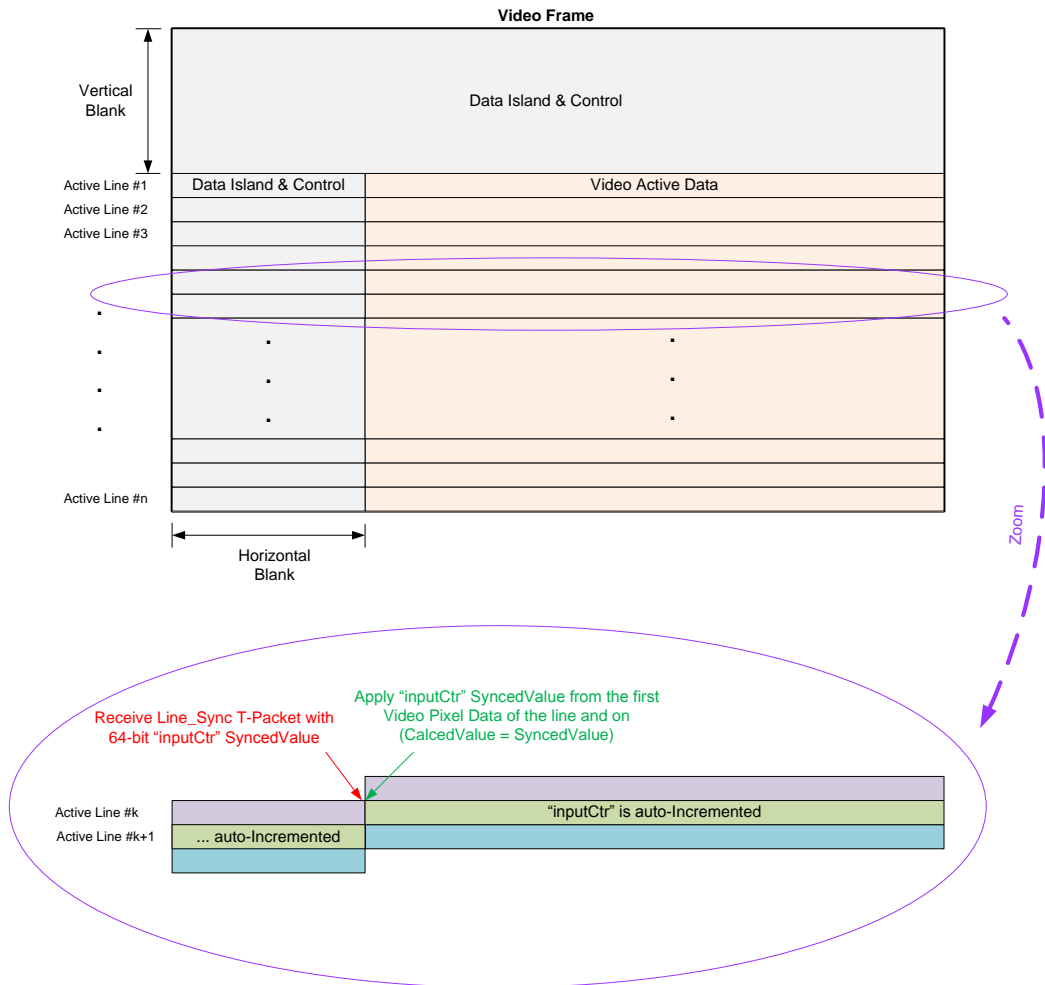 Video Frame
Vertical
Blank
Data Island & Control
Active Line #1
Data Island & Control
Video Active Data
Active Line #2
Active Line #3
.
.
.
.
.
.
.
.
.
.
Active Line #n
Horizontal
Blank
Zoom
Receive Line_Sync T-Packet with
64-bit “inputCtr” SyncedValue
Apply “inputCtr” SyncedValue from the first
Video Pixel Data of the line and on
(CalcedValue = SyncedValue)
Active Line #k
“inputCtr” is auto-Incremented
Active Line #k+1
... auto-Incremented